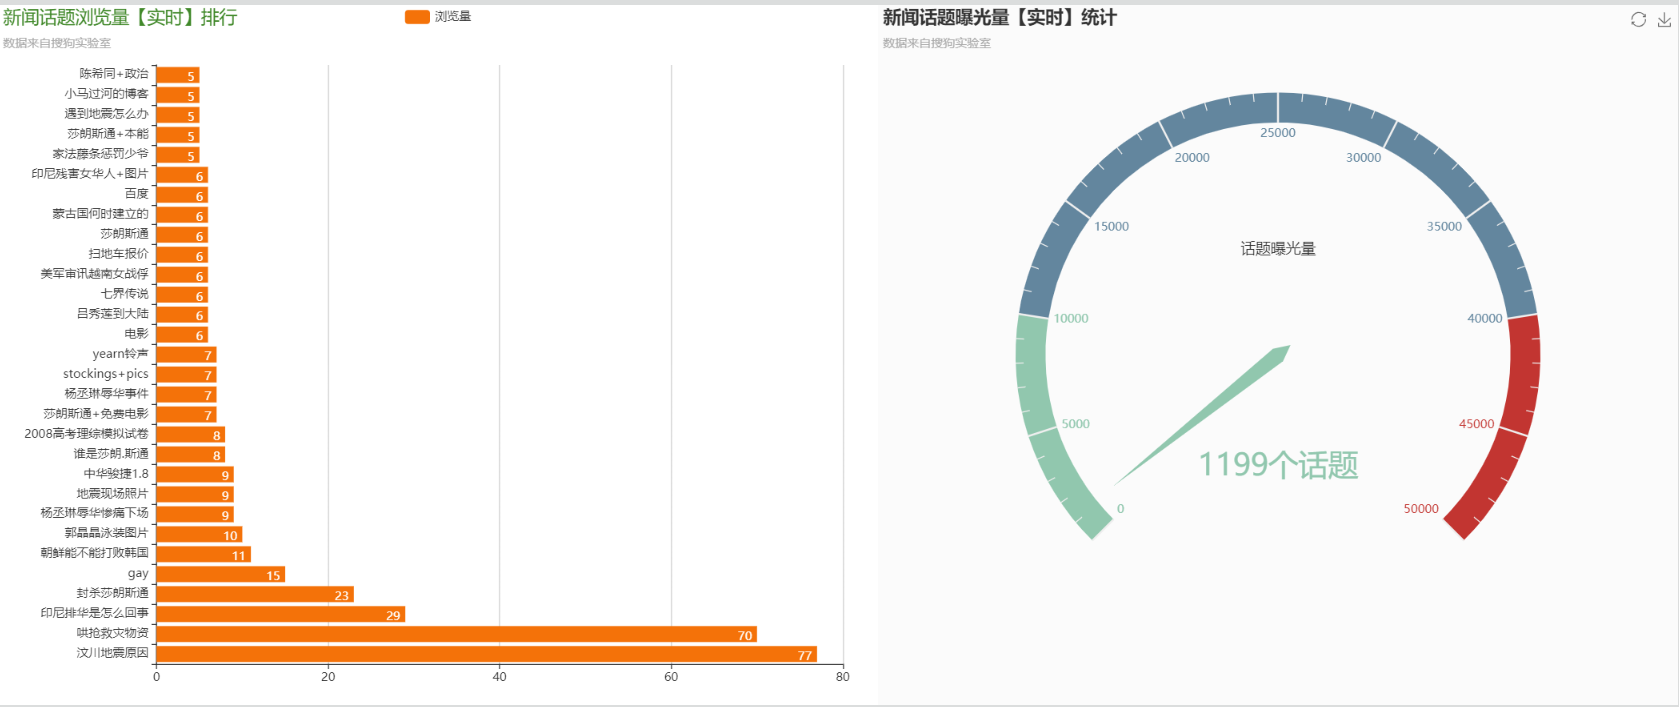 新闻话题浏览量【实时】排行
数据来自搜狗实验室
浏览量
陈希同+政治 5
小马过河的博客 5
遇到地震怎么办 5
莎朗斯通+本能 5
家法藤条惩罚少爷 5
印尼残害女华人+图片 6
百度 6
蒙古国何时建立的 6
莎朗斯通 6
扫地车报价 6
美军审讯越南女战俘 6
七界传说 6
吕秀莲到大陆 6
电影 6
yearn铃声 7
stockings+pics 7
杨丞琳辱华事件 7
莎朗斯通+免费电影 7
2008高考理综模拟试卷 8
谁是莎朗.斯通 8
中华骏捷1.8 9
地震现场照片 9
杨丞琳辱华惨痛下场 9
郭晶晶泳装图片 10
朝鲜能不能打败韩国 11
gay 15
封杀莎朗斯通 23
印尼排华是怎么回事 29
哄抢救灾物资 70
汶川地震原因 77
0 20 40 60 80
新闻话题曝光量【实时】统计
数据来自搜狗实验室
25000
20000 30000
15000 35000
话题曝光量
10000 40000
5000 45000
1199个话题
0 50000